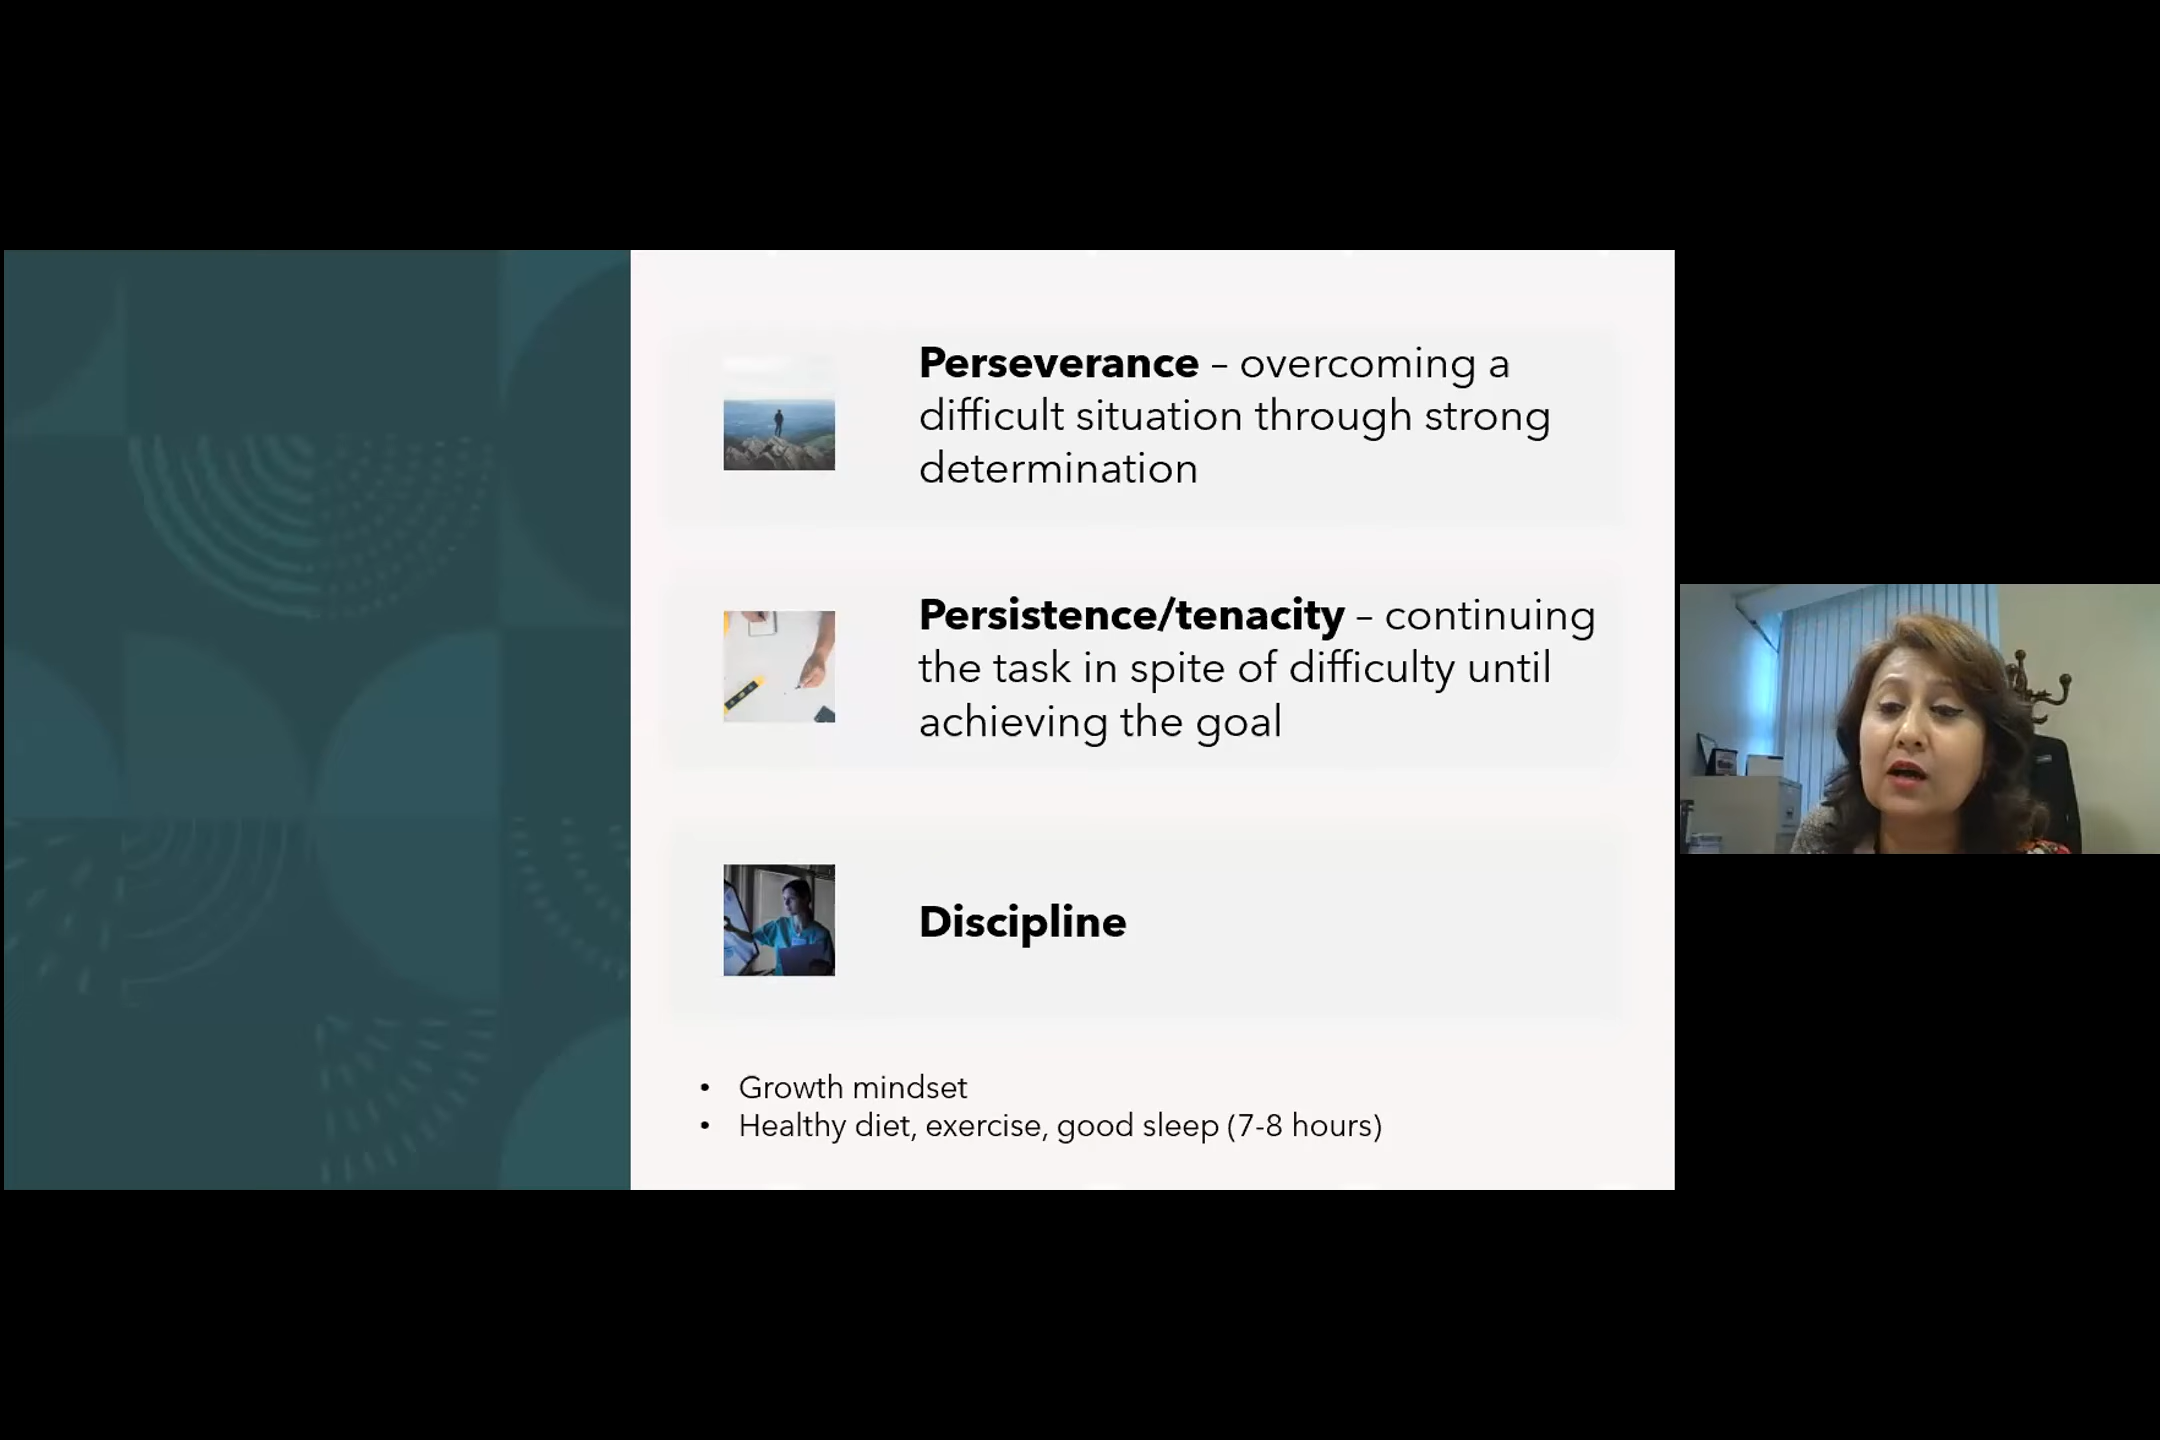 Perseverance – overcoming a
difficult situation through strong
determination
Persistence/tenacity – continuing
the task in spite of difficulty until
achieving the goal
Discipline
• Growth mindset
• Healthy diet, exercise, good sleep (7-8 hours)